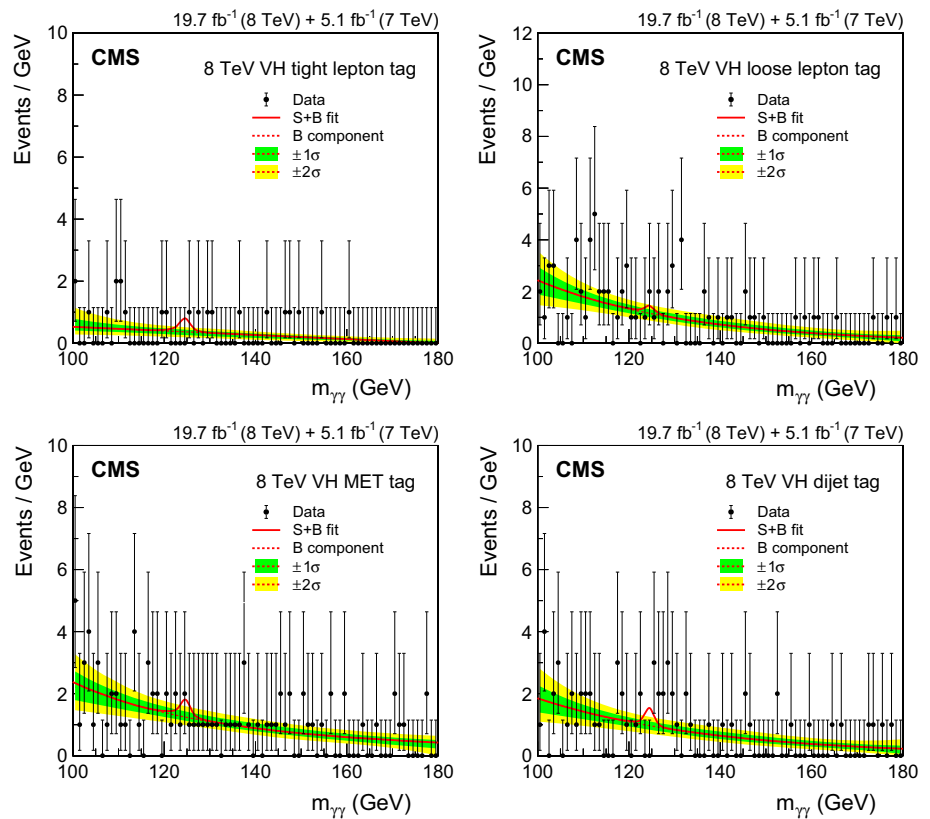 19.7 fb⁻¹ (8 TeV) + 5.1 fb⁻¹ (7 TeV)
CMS
8 TeV VH tight lepton tag
Data
S+B fit
B component
±1σ
±2σ
Events / GeV
10
8
6
4
2
0
100 120 140 160 180
mγγ (GeV)
19.7 fb⁻¹ (8 TeV) + 5.1 fb⁻¹ (7 TeV)
CMS
8 TeV VH loose lepton tag
Data
S+B fit
B component
±1σ
±2σ
Events / GeV
12
10
8
6
4
2
0
100 120 140 160 180
mγγ (GeV)
19.7 fb⁻¹ (8 TeV) + 5.1 fb⁻¹ (7 TeV)
CMS
8 TeV VH MET tag
Data
S+B fit
B component
±1σ
±2σ
Events / GeV
10
8
6
4
2
0
100 120 140 160 180
mγγ (GeV)
19.7 fb⁻¹ (8 TeV) + 5.1 fb⁻¹ (7 TeV)
CMS
8 TeV VH dijet tag
Data
S+B fit
B component
±1σ
±2σ
Events / GeV
10
8
6
4
2
0
100 120 140 160 180
mγγ (GeV)